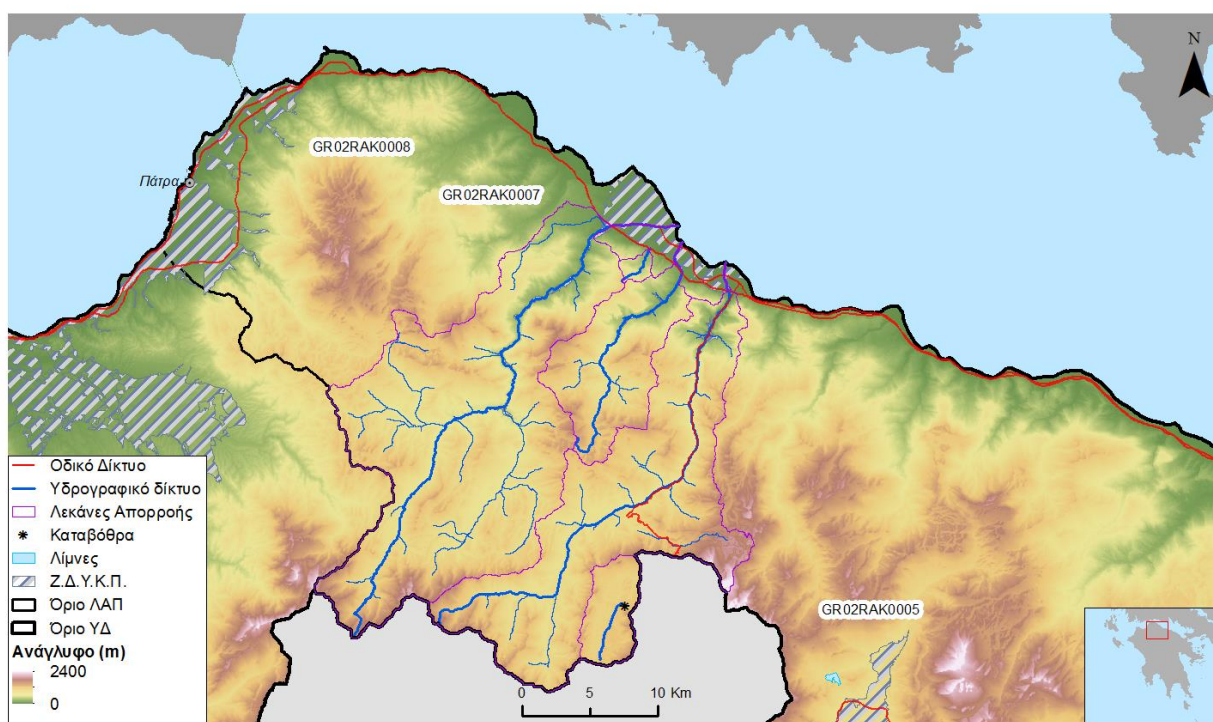 N
GR02RAK0008
Πάτρα
GR02RAK0007
Οδικό Δίκτυο
Υδρογραφικό δίκτυο
Λεκάνες Απορροής
Καταβόθρα
Λίμνες
Ζ.Δ.Υ.Κ.Π.
Όριο ΛΑΠ
Όριο ΥΔ
Ανάγλυφο (m)
2400
0
GR02RAK0005
0 5 10 Km